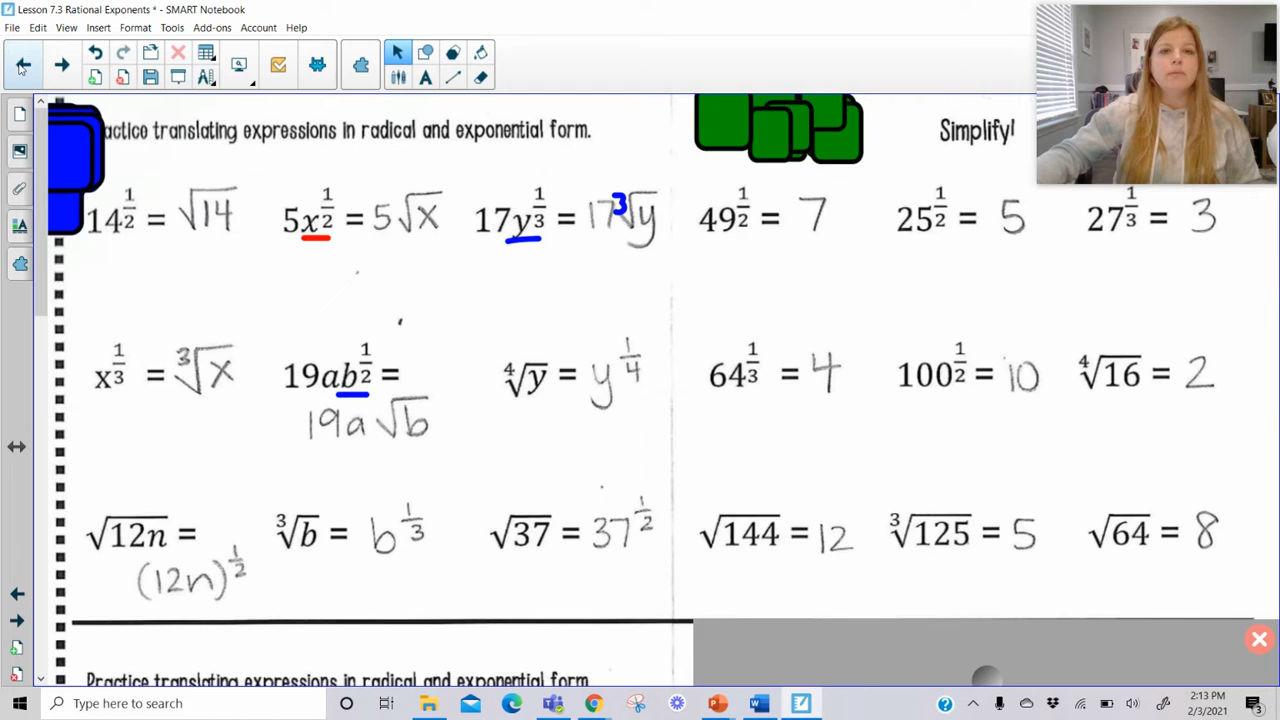 Lesson 7.3 Rational Exponents * - SMART Notebook
File Edit View Insert Format Tools Add-ons Account Help
actice translating expressions in radical and exponential form.
Simplify!
14^{1/2} = √14
5x^{1/2} = 5√x
17y^{1/3} = 17∛y
49^{1/2} = 7
25^{1/2} = 5
27^{1/3} = 3
x^{1/3} = ∛x
19ab^{1/2} =
19a√b
∜y = y^{1/4}
64^{1/3} = 4
100^{1/2} = 10
∜16 = 2
√12n =
(12n)^{1/2}
∛b = b^{1/3}
√37 = 37^{1/2}
√144 = 12
∛125 = 5
√64 = 8
Practice translating expressions in radical and exponential form
Type here to search
2:13 PM
2/3/2021
3